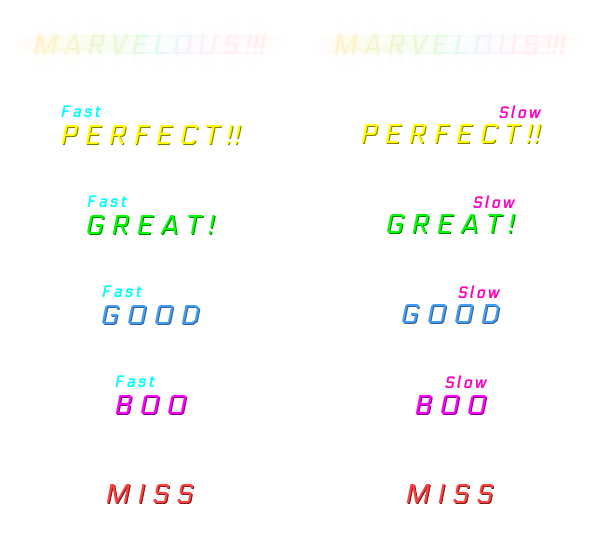 MARVELOUS!!! MARVELOUS!!!
Fast Slow
PERFECT!! PERFECT!!
Fast Slow
GREAT! GREAT!
Fast Slow
GOOD GOOD
Fast Slow
BOO BOO
MISS MISS